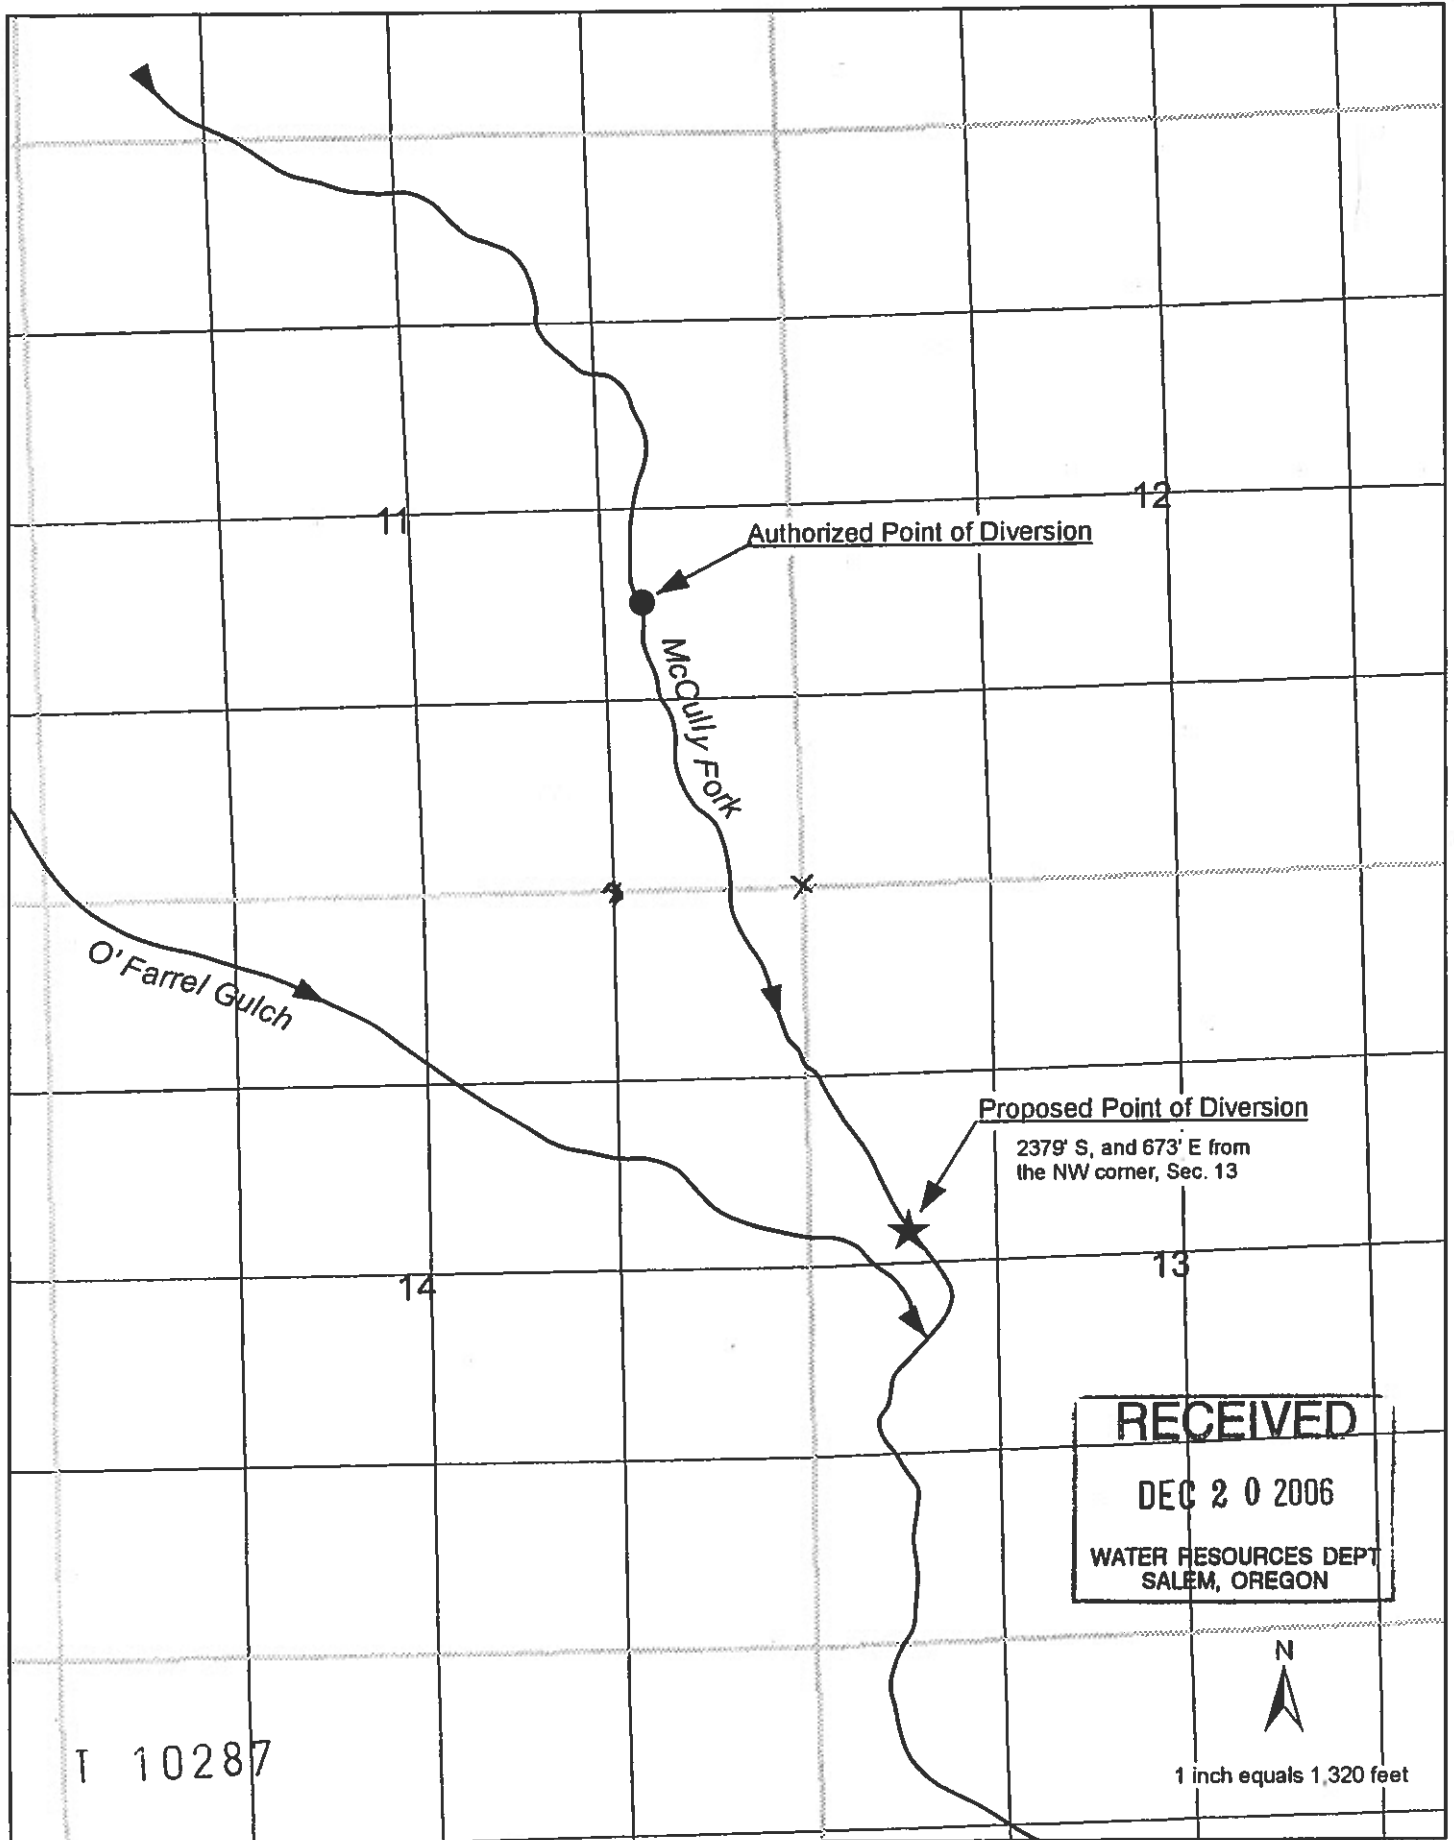 11
12
Authorized Point of Diversion
McCully Fork
O' Farrel Gulch
Proposed Point of Diversion
2379' S, and 673' E from
the NW corner, Sec. 13
14
13
RECEIVED
DEC 2 0 2006
WATER RESOURCES DEPT
SALEM, OREGON
N
T 10287
1 inch equals 1,320 feet